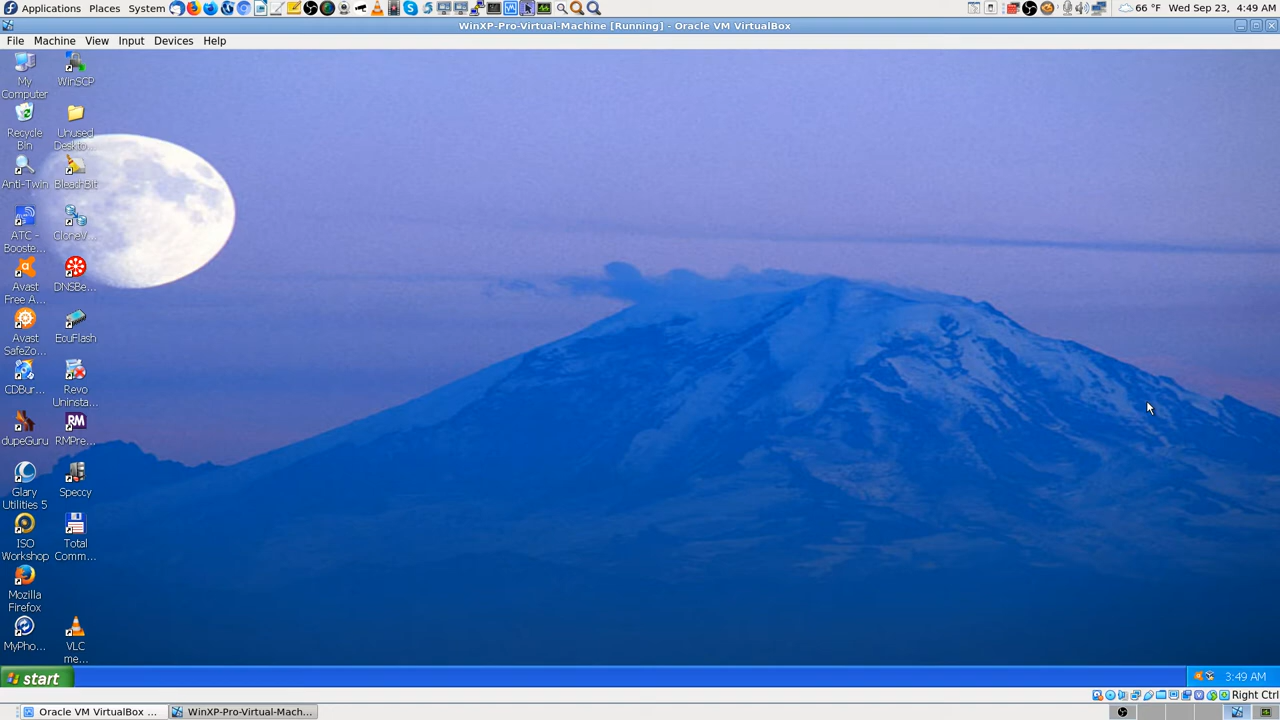 Applications Places System 66 °F Wed Sep 23, 4:49 AM
WinXP-Pro-Virtual-Machine [Running] - Oracle VM VirtualBox
File Machine View Input Devices Help
My Computer
WinSCP
Recycle Bin
Unused Deskto...
Anti-Twin
BleachBit
ATC - Booste...
CloneV...
Avast Free A...
DNSBe...
Avast SafeZo...
EcuFlash
CDBur...
Revo Uninsta...
dupeGuru
RMPre...
Glary Utilities 5
Speccy
ISO Workshop
Total Comm...
Mozilla Firefox
MyPho...
VLC me...
start 3:49 AM
Right Ctrl
Oracle VM VirtualBox ... WinXP-Pro-Virtual-Mach...